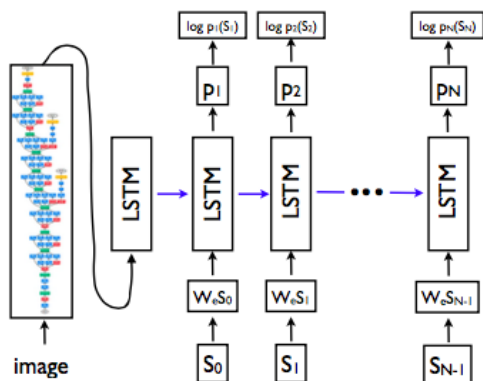 log p1(S1) log p2(S2) log pN(SN)
p1 p2 pN
LSTM LSTM LSTM LSTM
WeS0 WeS1 WeSN-1
image S0 S1 SN-1